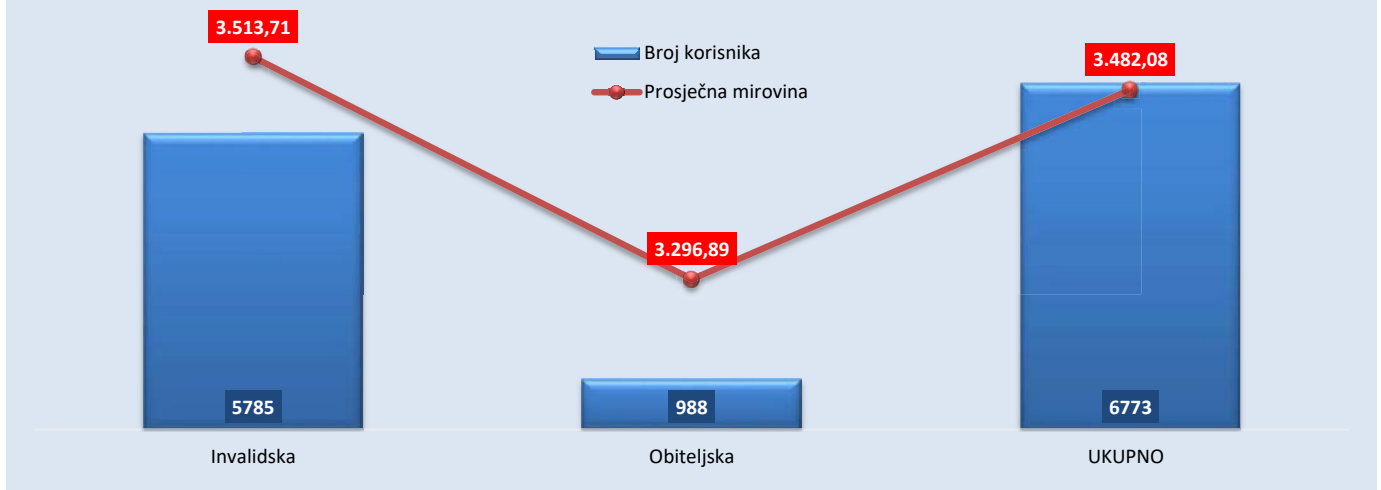 3.513,71
Broj korisnika
Prosječna mirovina
3.482,08
3.296,89
5785
988
6773
Invalidska
Obiteljska
UKUPNO